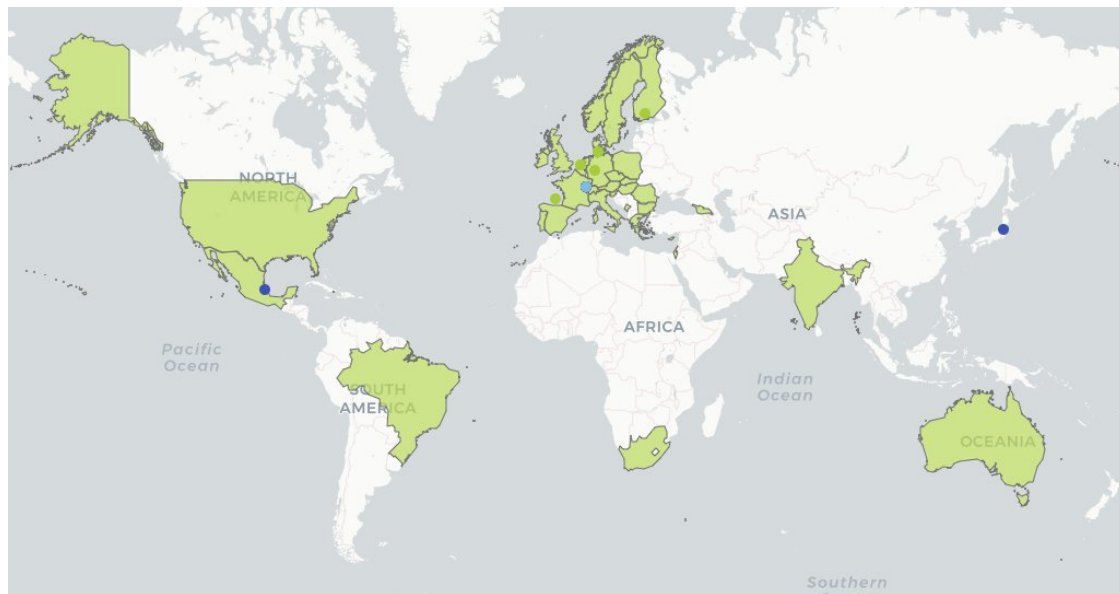 NORTH
AMERICA
ASIA
AFRICA
Pacific
Ocean
Indian
Ocean
SOUTH
AMERICA
OCEANIA
Southern